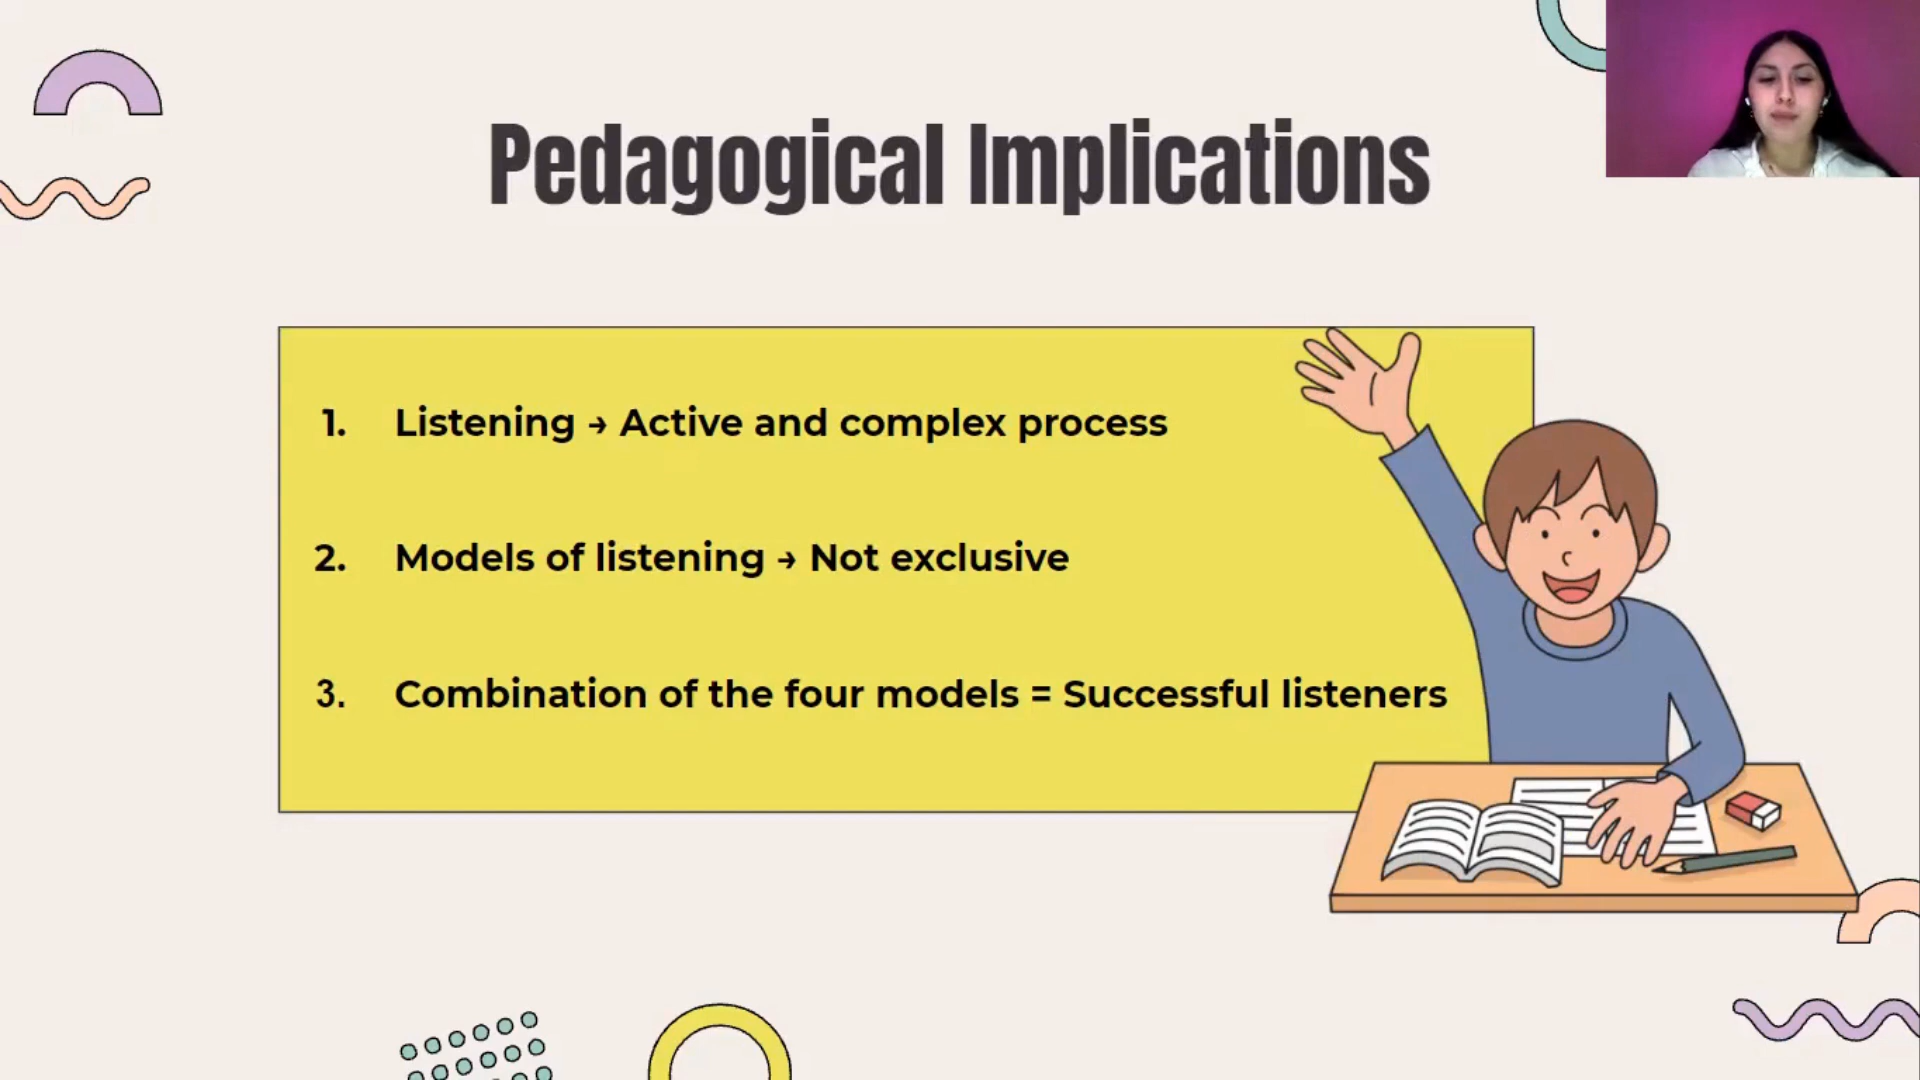 Pedagogical Implications
1. Listening → Active and complex process
2. Models of listening → Not exclusive
3. Combination of the four models = Successful listeners